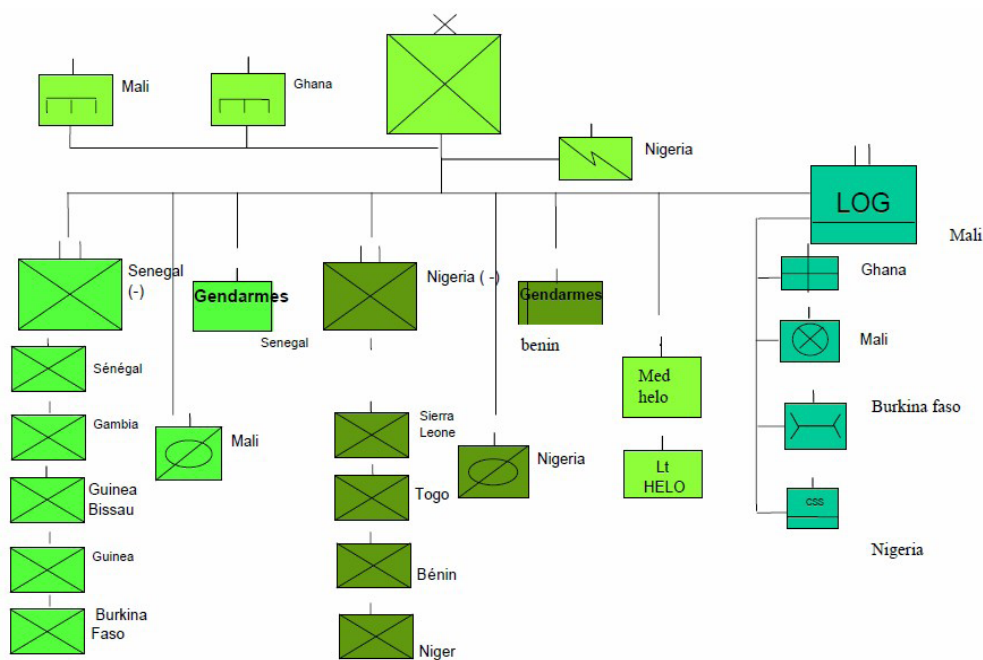 Mali
Ghana
Nigeria
LOG
Mali
Senegal
(-)
Gendarmes
Senegal
Nigeria ( -)
Gendarmes
benin
Ghana
Sénégal
Med
helo
Mali
Gambia
Mali
Sierra
Leone
Nigeria
Lt
HELO
Burkina faso
Guinea
Bissau
Togo
css
Nigeria
Guinea
Bénin
Burkina
Faso
Niger